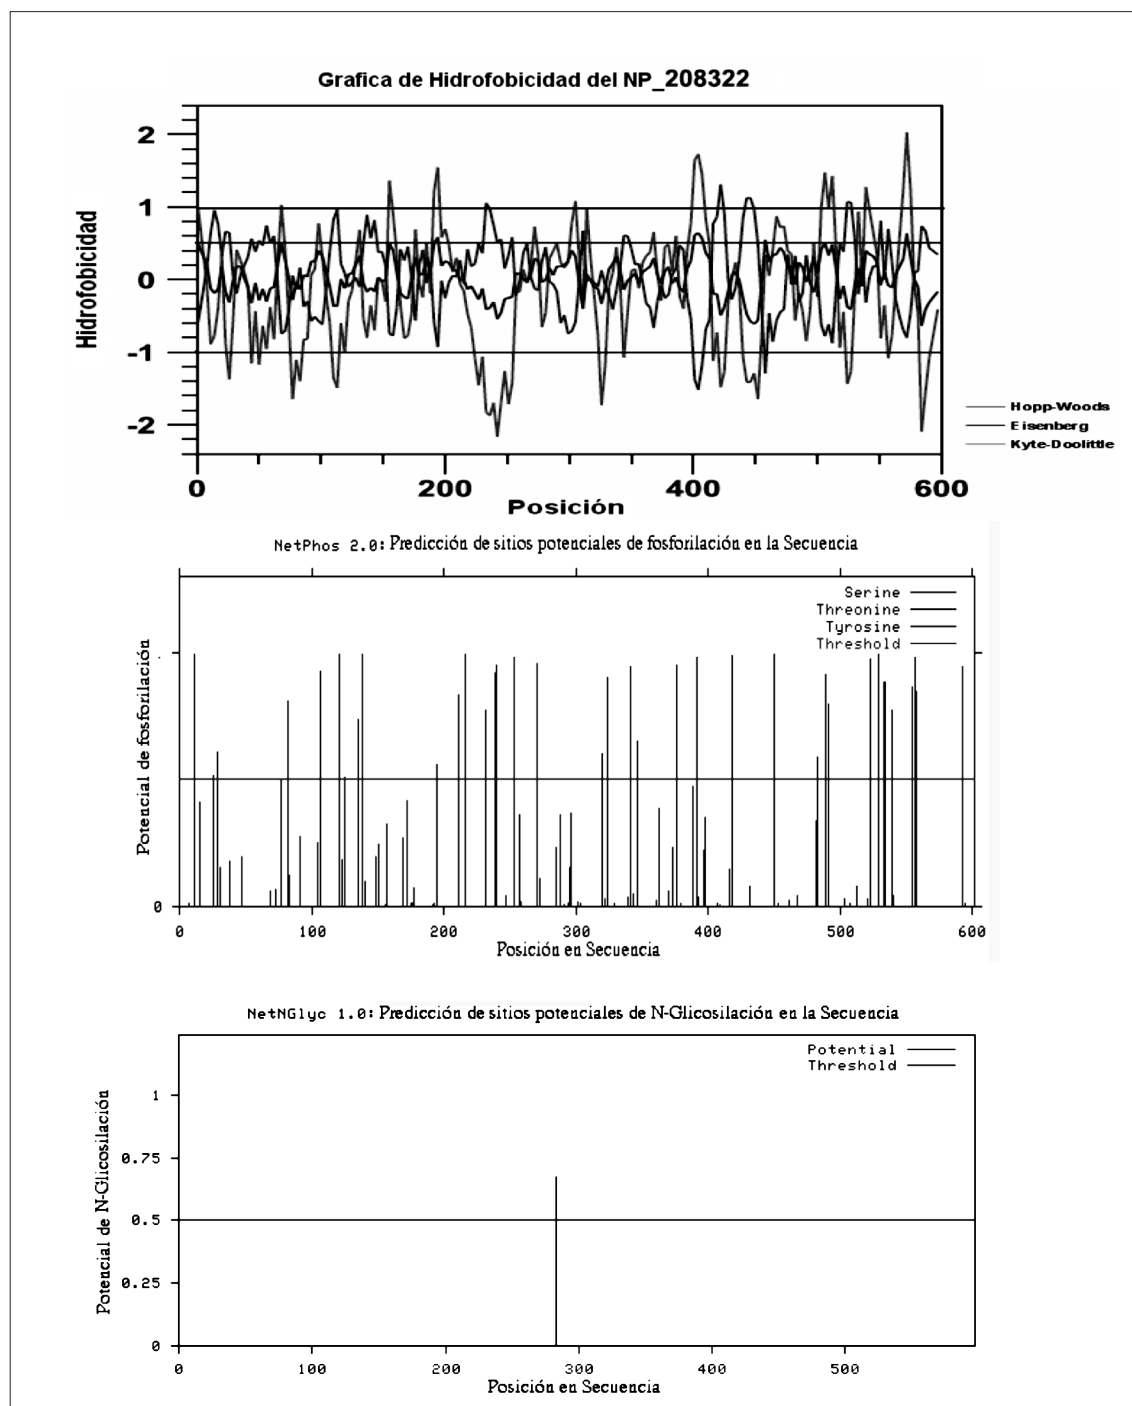 Grafica de Hidrofobicidad del NP_208322
Hidrofobicidad
2
1
0
-1
-2
0 200 400 600
Posición
Hopp-Woods
Eisenberg
Kyte-Doolittle
NetPhos 2.0: Predicción de sitios potenciales de fosforilación en la Secuencia
Potencial de fosforilación
Serine
Threonine
Tyrosine
Threshold
0
0 100 200 300 400 500 600
Posición en Secuencia
NetNGlyc 1.0: Predicción de sitios potenciales de N-Glicosilación en la Secuencia
Potencial de N-Glicosilación
Potential
Threshold
1
0.75
0.5
0.25
0
0 100 200 300 400 500
Posición en Secuencia